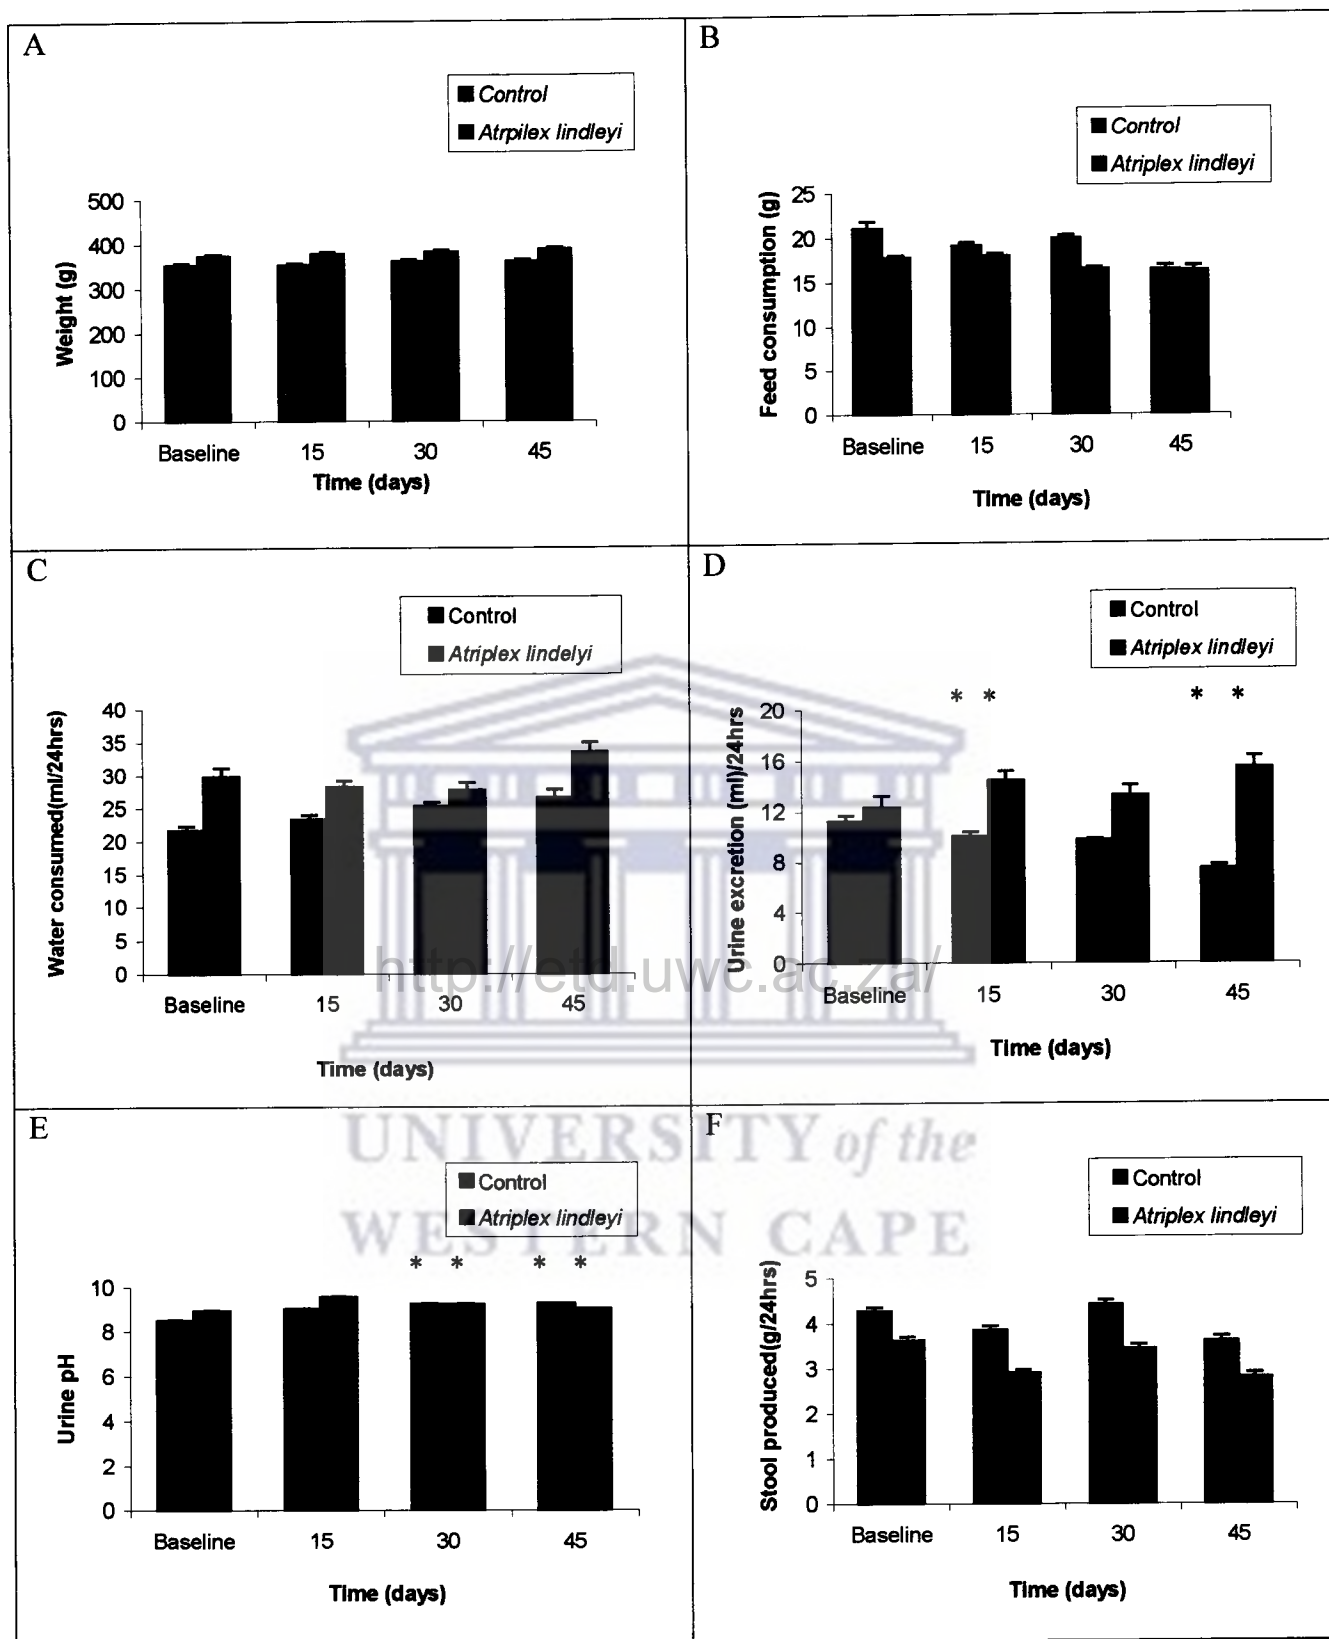 A
Control
Atrpilex lindleyi
500
400
300
200
100
0
Weight (g)
Baseline 15 30 45
Time (days)
B
Control
Atriplex lindleyi
25
20
15
10
5
0
Feed consumption (g)
Baseline 15 30 45
Time (days)
C
Control
Atriplex lindelyi
40
35
30
25
20
15
10
5
0
Water consumed(ml/24hrs)
Baseline 15 30 45
Time (days)
D
Control
Atriplex lindleyi
* * * *
20
16
12
8
4
0
Urine excretion (ml)/24hrs
Baseline 15 30 45
Time (days)
http://etd.uwc.ac.za/
UNIVERSITY of the
WESTERN CAPE
E
Control
Atriplex lindleyi
* * * *
10
8
6
4
2
0
Urine pH
Baseline 15 30 45
Time (days)
F
Control
Atriplex lindleyi
5
4
3
2
1
0
Stool produced(g/24hrs)
Baseline 15 30 45
Time (days)